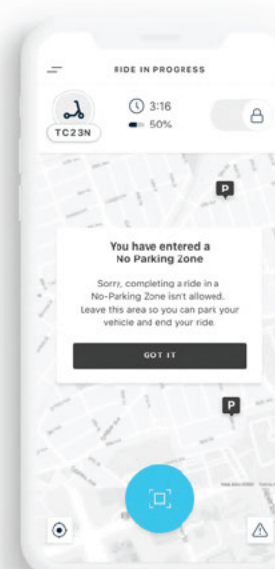 RIDE IN PROGRESS
3:16
50%
TC23N
P
You have entered a
No Parking Zone
Sorry, completing a ride in a
No-Parking Zone isn't allowed.
Leave this area so you can park your
vehicle and end your ride.
GOT IT
P